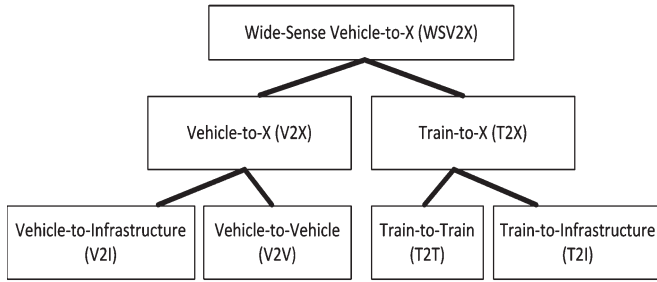 Wide-Sense Vehicle-to-X (WSV2X)
Vehicle-to-X (V2X)
Train-to-X (T2X)
Vehicle-to-Infrastructure
(V2I)
Vehicle-to-Vehicle
(V2V)
Train-to-Train
(T2T)
Train-to-Infrastructure
(T2I)